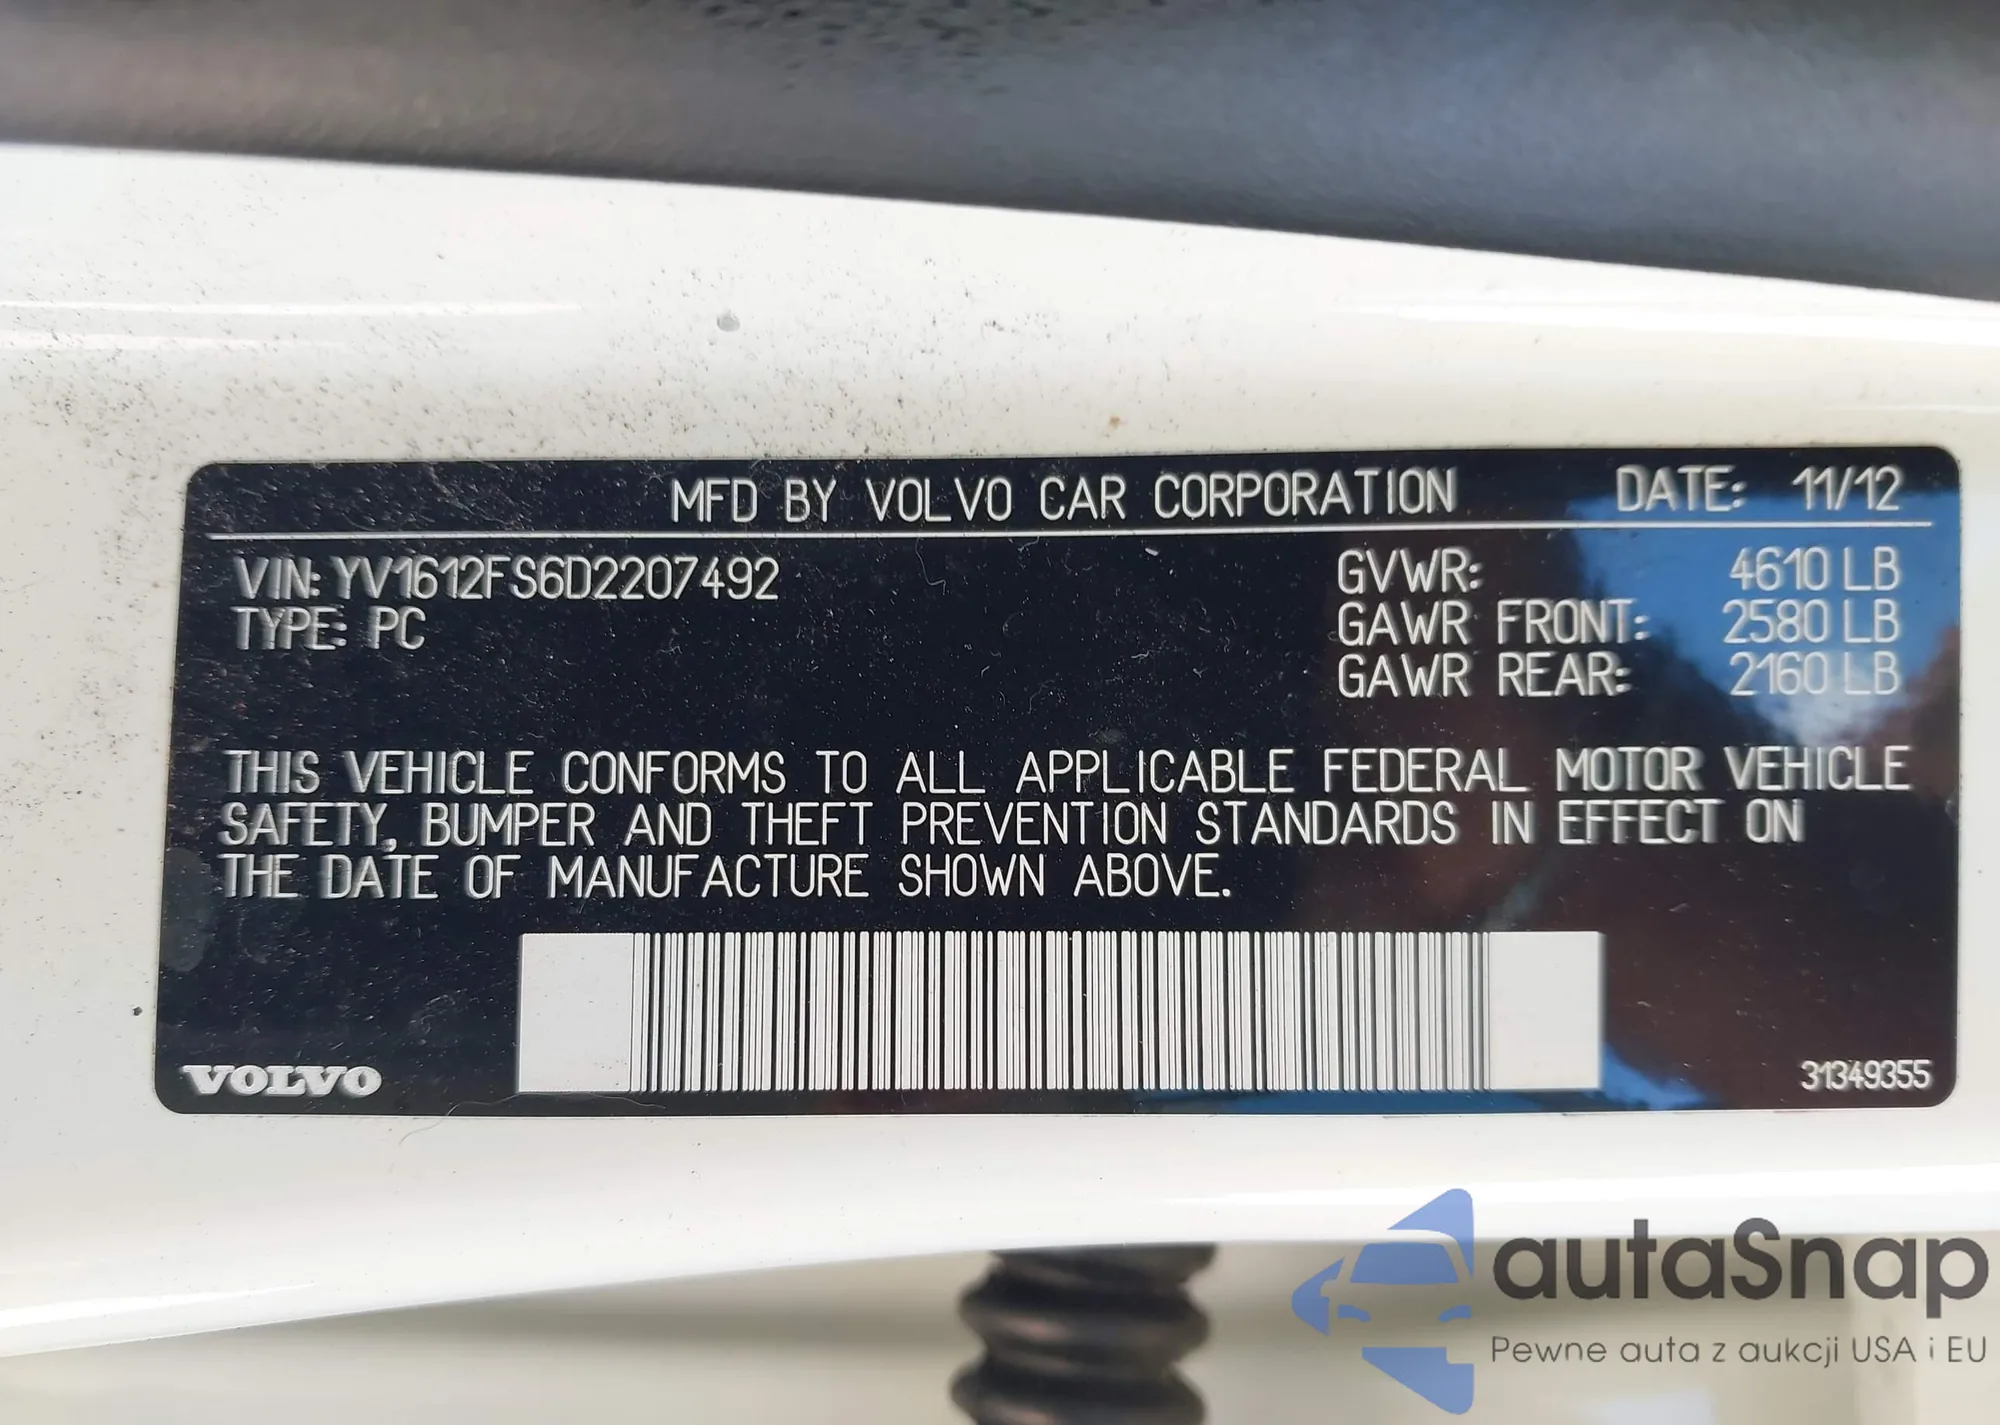 MFD BY VOLVO CAR CORPORATION DATE: 11/12
VIN: YV1612FS6D2207492 GVWR: 4610 LB
TYPE: PC GAWR FRONT: 2580 LB
GAWR REAR: 2160 LB
THIS VEHICLE CONFORMS TO ALL APPLICABLE FEDERAL MOTOR VEHICLE
SAFETY, BUMPER AND THEFT PREVENTION STANDARDS IN EFFECT ON
THE DATE OF MANUFACTURE SHOWN ABOVE.
VOLVO 31349355
autaSnap
Pewne auta z aukcji USA i EU